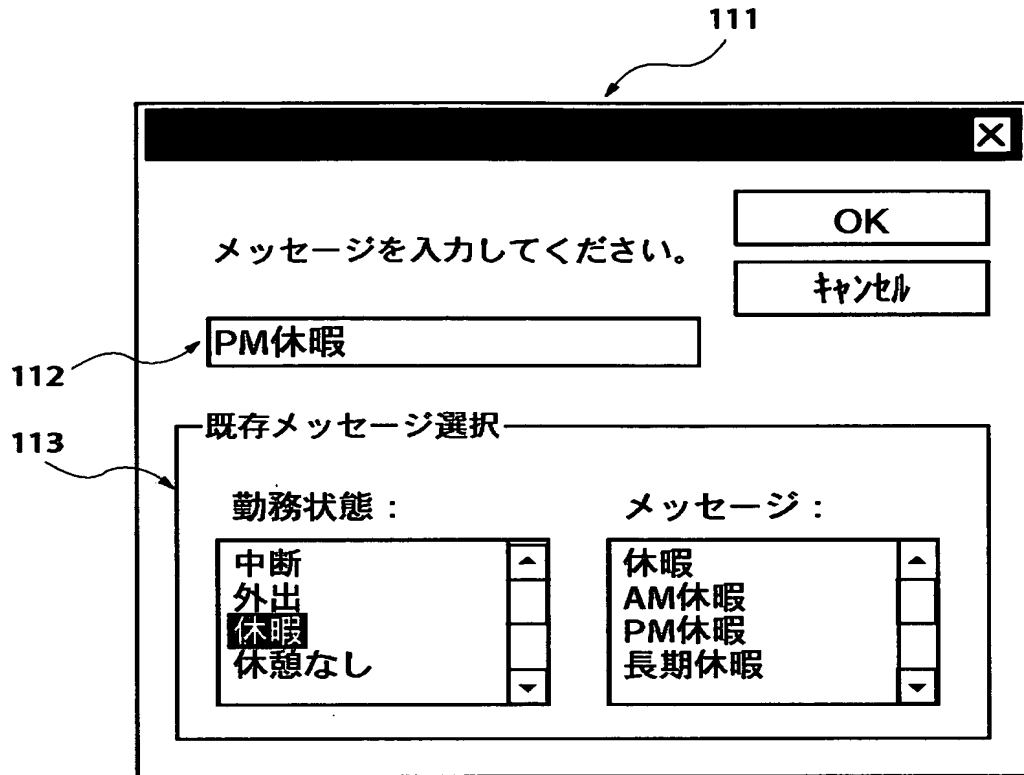 111
OK
メッセージを入力してください。
キャンセル
PM休暇
112
既存メッセージ選択
113
勤務状態：
メッセージ：
中断
外出
休暇
休憩なし
休暇
AM休暇
PM休暇
長期休暇